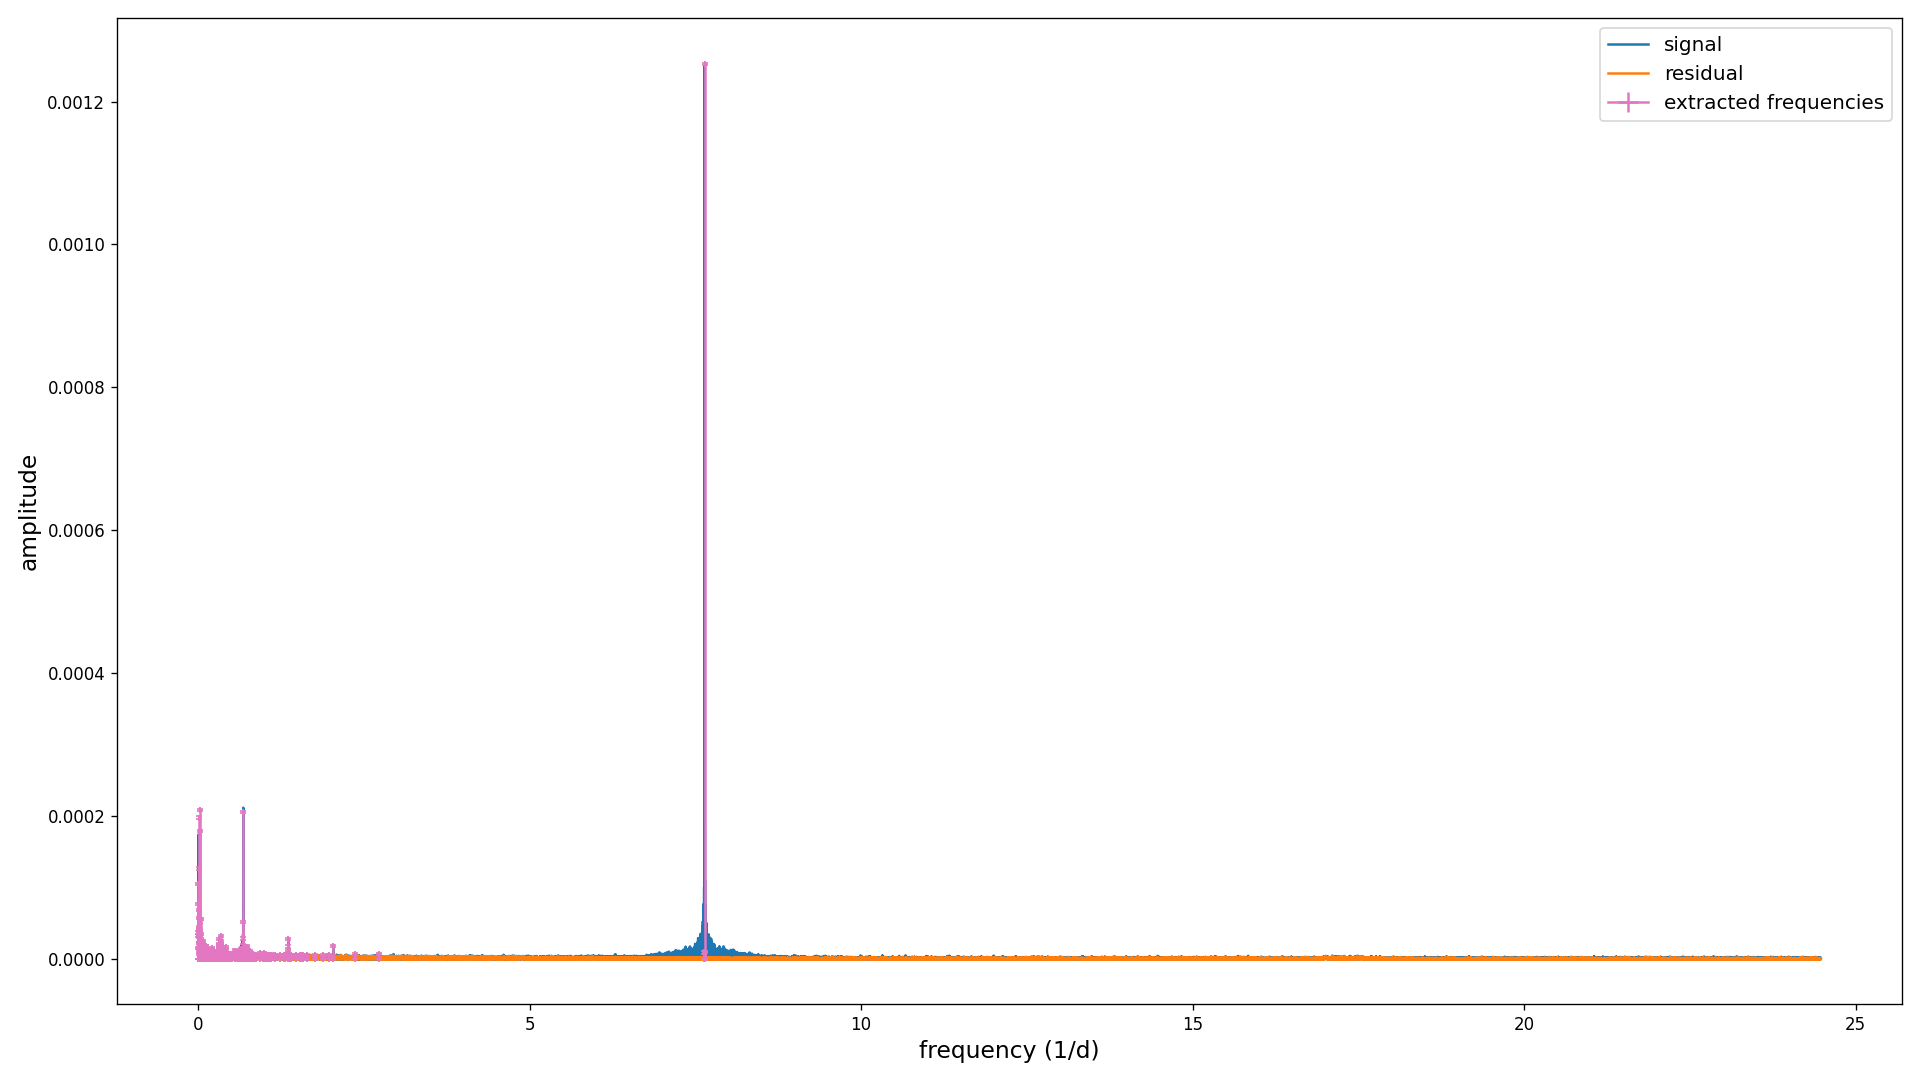 signal
residual
extracted frequencies
0.0012
0.0010
0.0008
0.0006
0.0004
0.0002
0.0000
amplitude
0 5 10 15 20 25
frequency (1/d)